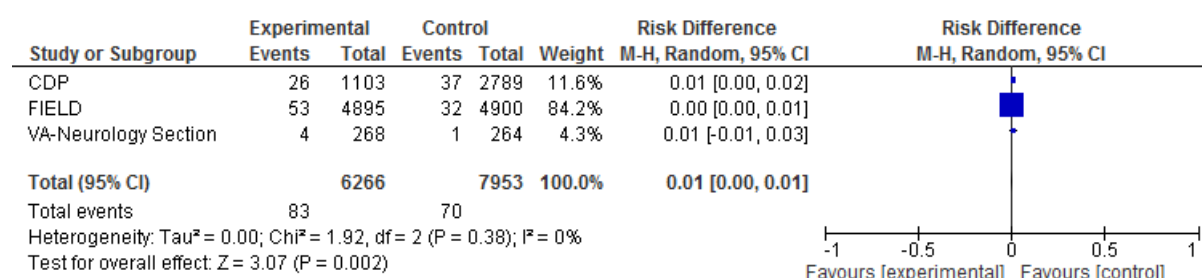 Experimental Control Risk Difference Risk Difference
Study or Subgroup Events Total Events Total Weight M-H, Random, 95% CI M-H, Random, 95% CI
CDP 26 1103 37 2789 11.6% 0.01 [0.00, 0.02]
FIELD 53 4895 32 4900 84.2% 0.00 [0.00, 0.01]
VA-Neurology Section 4 268 1 264 4.3% 0.01 [-0.01, 0.03]
Total (95% CI) 6266 7953 100.0% 0.01 [0.00, 0.01]
Total events 83 70
Heterogeneity: Tau² = 0.00; Chi² = 1.92, df = 2 (P = 0.38); I² = 0%
Test for overall effect: Z = 3.07 (P = 0.002)
-1 -0.5 0 0.5 1
Favours [experimental] Favours [control]